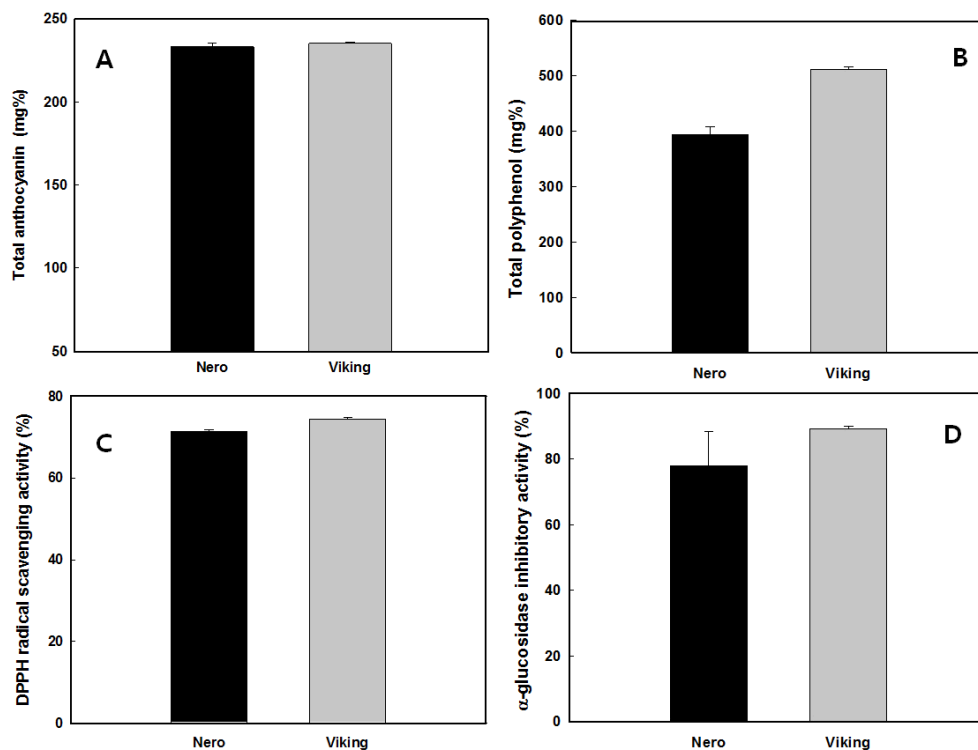 A
Total anthocyanin (mg%)
250
200
150
100
50
Nero Viking
B
Total polyphenol (mg%)
600
500
400
300
200
100
0
Nero Viking
C
DPPH radical scavenging activity (%)
80
60
40
20
0
Nero Viking
D
α-glucosidase inhibitory activity (%)
100
80
60
40
20
0
Nero Viking